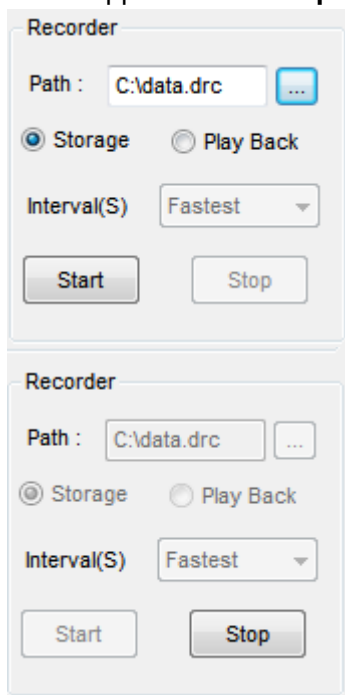 Recorder
Path : C:\data.drc ...
Storage Play Back
Interval(S) Fastest
Start Stop
Recorder
Path : C:\data.drc ...
Storage Play Back
Interval(S) Fastest
Start Stop